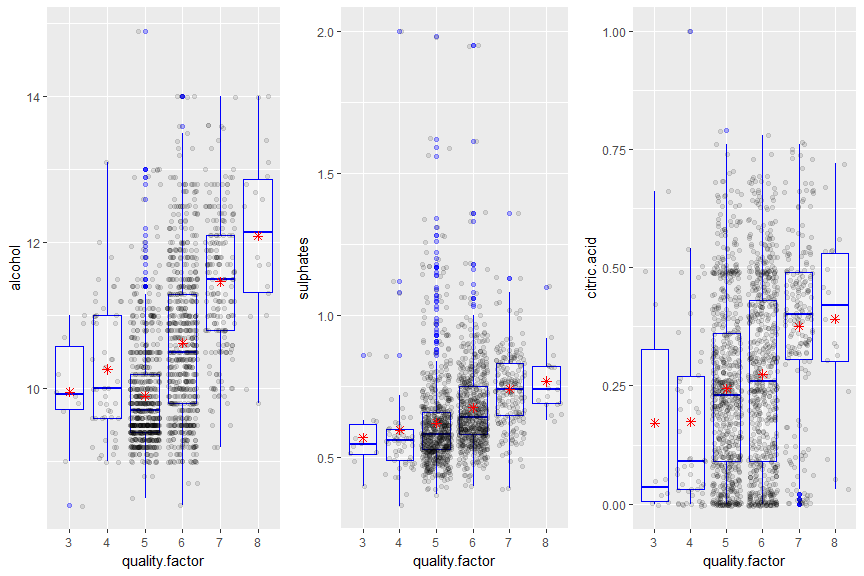 alcohol
14
12
10
3 4 5 6 7 8
quality.factor
sulphates
2.0
1.5
1.0
0.5
3 4 5 6 7 8
quality.factor
citric.acid
1.00
0.75
0.50
0.25
0.00
3 4 5 6 7 8
quality.factor